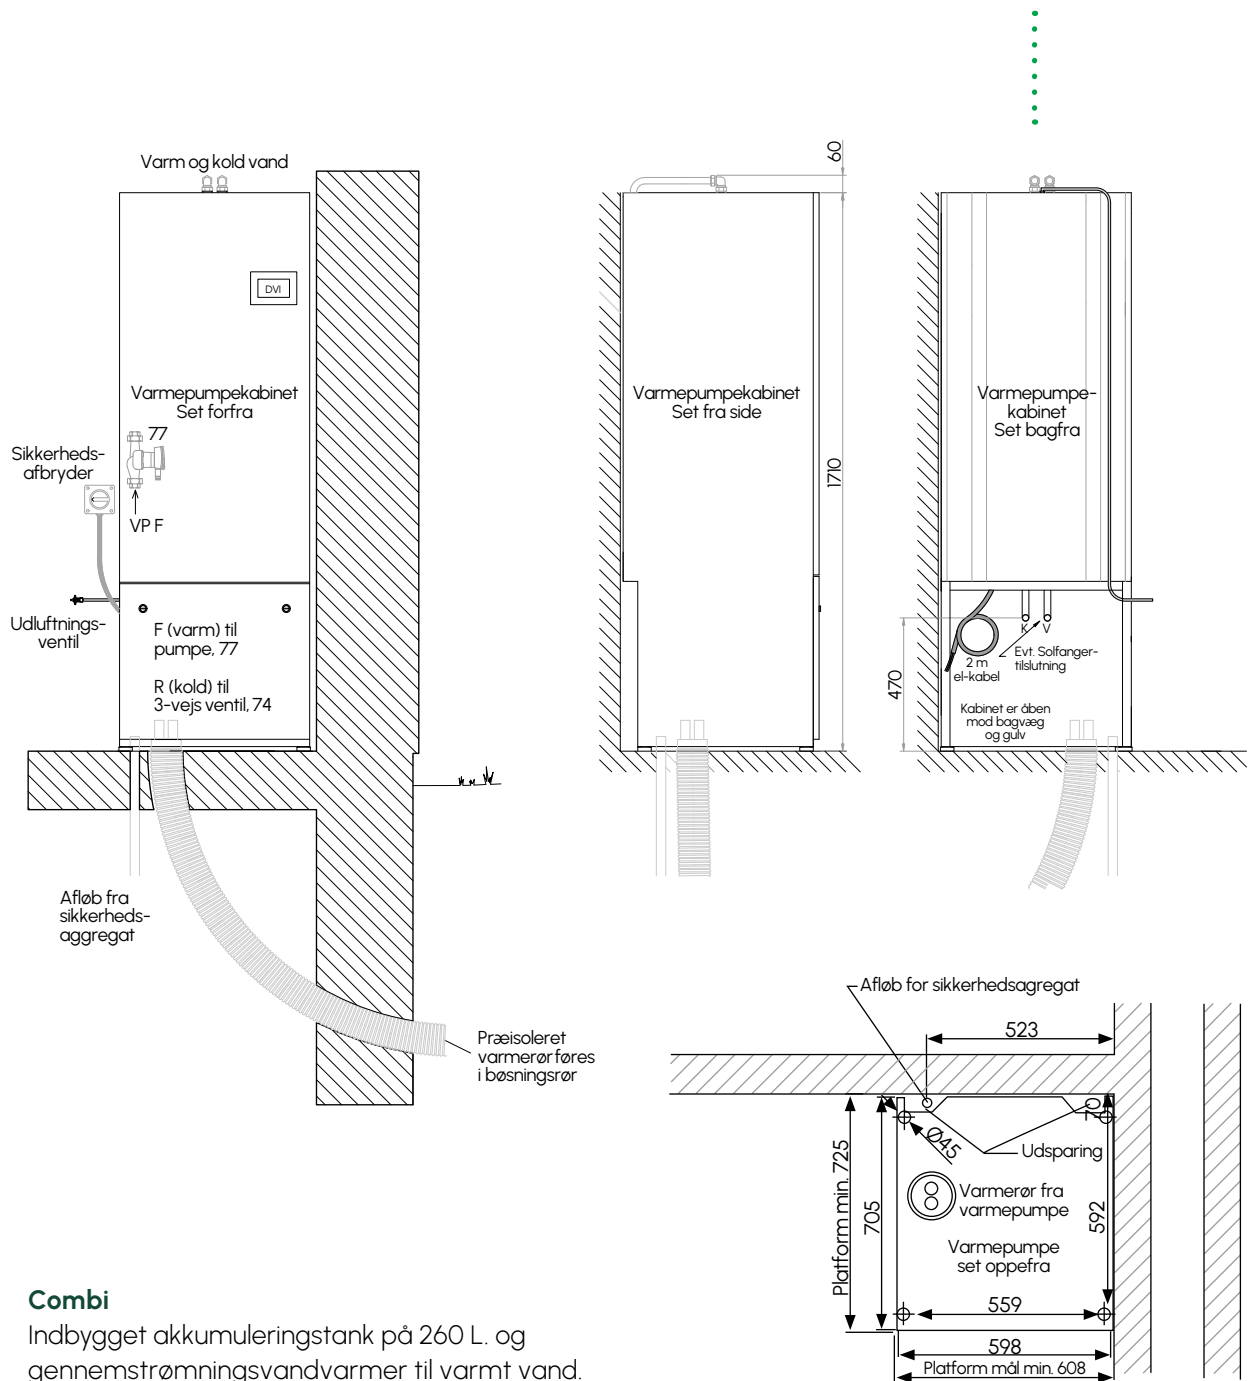 Varm og kold vand
DVI
Varmepumpekabinet
Set forfra
77
Sikkerheds-
afbryder
VP F
Udluftnings-
ventil
F (varm) til
pumpe, 77
R (kold) til
3-vejs ventil, 74
Afløb fra
sikkerheds-
aggregat
Præisoleret
varmerør føres
i bøsningsrør
60
Varmepumpekabinet
Set fra side
1710
Varmepumpe-
kabinet
Set bagfra
K V
2 m
el-kabel
Evt. Solfanger-
tilslutning
Kabinet er åben
mod bagvæg
og gulv
470
Afløb for sikkerhedsagregat
523
70
Ø45
Udsparing
Platform min. 725
705
Varmerør fra
varmepumpe
592
Varmepumpe
set oppefra
559
598
Platform mål min. 608
Combi
Indbygget akkumuleringstank på 260 L. og
gennemstrømningsvandvarmer til varmt vand.